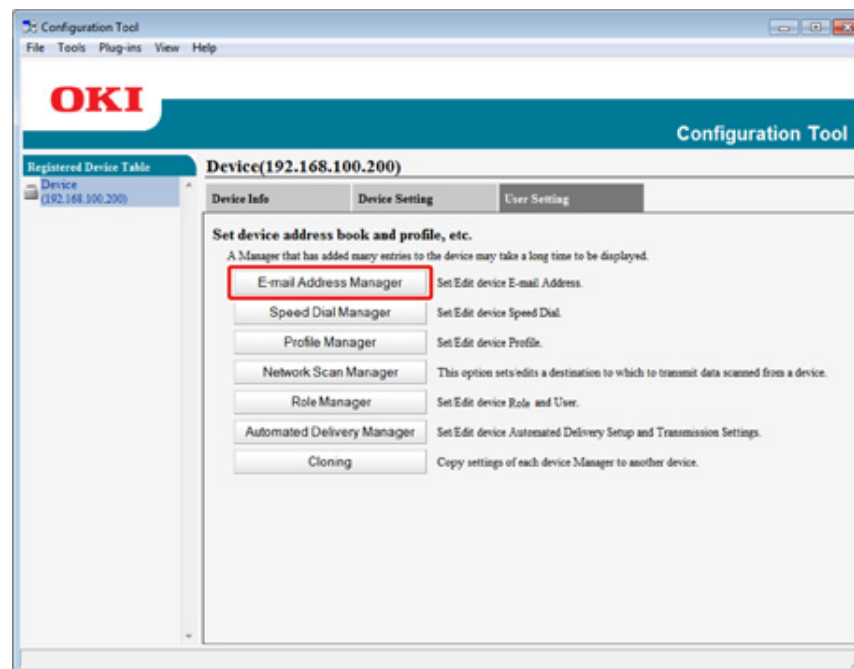 Configuration Tool
File Tools Plug-ins View Help
OKI
Configuration Tool
Registered Device Table
Device
(192.168.100.200)
Device(192.168.100.200)
Device Info Device Setting User Setting
Set device address book and profile, etc.
A Manager that has added many entries to the device may take a long time to be displayed.
E-mail Address Manager Set Edit device E-mail Address.
Speed Dial Manager Set Edit device Speed Dial.
Profile Manager Set Edit device Profile.
Network Scan Manager This option sets/edits a destination to which to transmit data scanned from a device.
Role Manager Set Edit device Role and User.
Automated Delivery Manager Set Edit device Automated Delivery Setup and Transmission Settings.
Cloning Copy settings of each device Manager to another device.